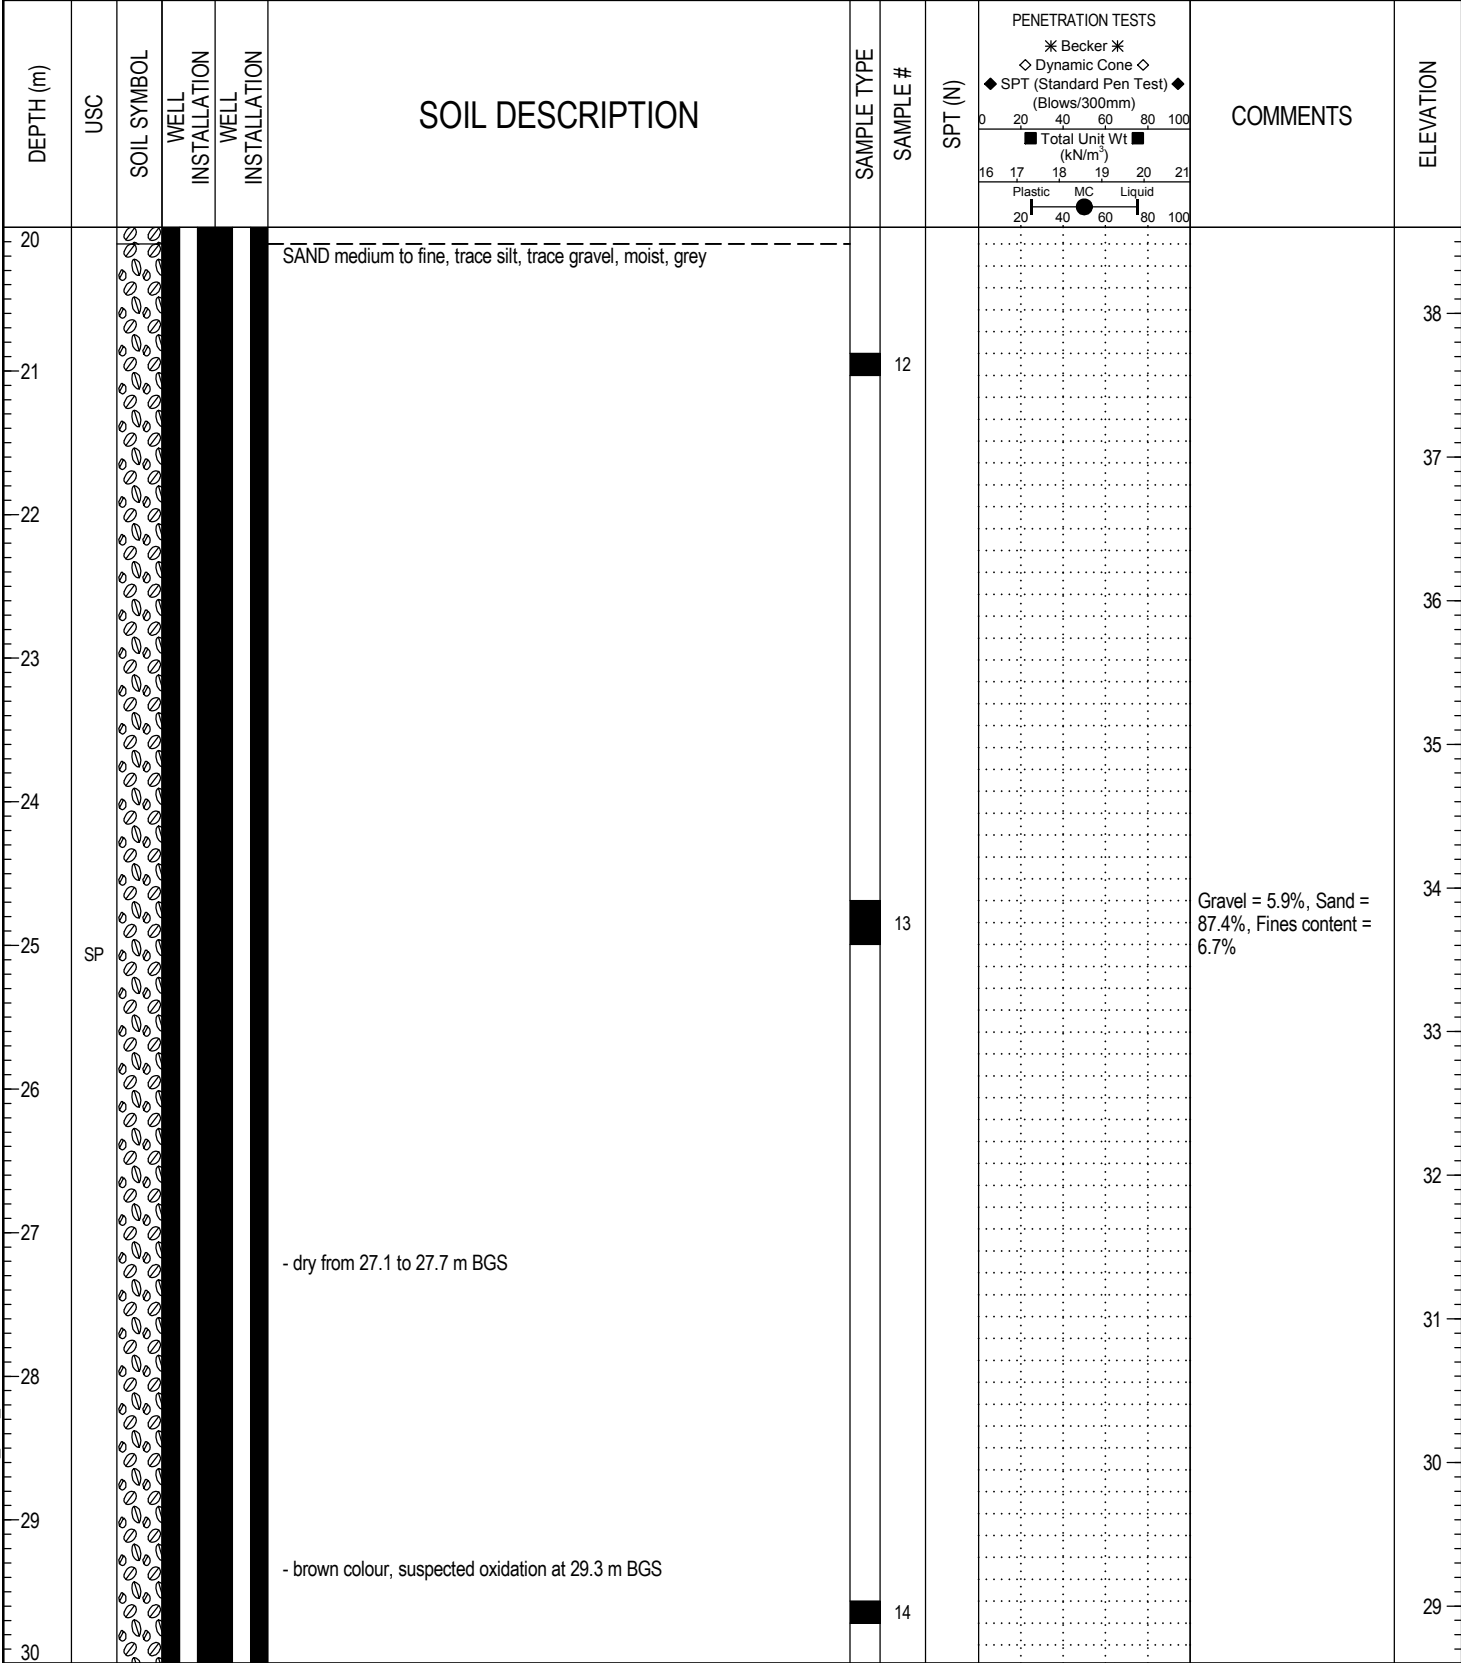 DEPTH (m)
USC
SOIL SYMBOL
WELL
INSTALLATION
WELL
INSTALLATION
SOIL DESCRIPTION
SAMPLE TYPE
SAMPLE #
SPT (N)
PENETRATION TESTS
Becker
Dynamic Cone
SPT (Standard Pen Test)
(Blows/300mm)
0 20 40 60 80 100
Total Unit Wt
(kN/m³)
16 17 18 19 20 21
Plastic MC Liquid
20 40 60 80 100
COMMENTS
ELEVATION
20
SAND medium to fine, trace silt, trace gravel, moist, grey
38
21
12
37
22
36
23
35
24
34
Gravel = 5.9%, Sand =
87.4%, Fines content =
6.7%
13
25
SP
33
26
32
27
- dry from 27.1 to 27.7 m BGS
31
28
30
29
- brown colour, suspected oxidation at 29.3 m BGS
14
29
30